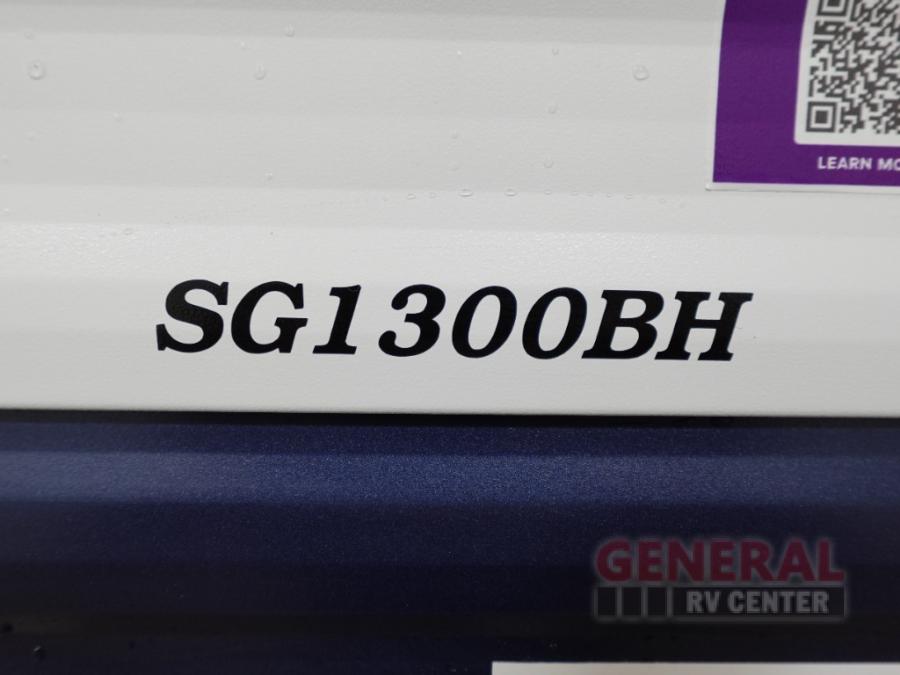 LEARN MO
SG1300BH
GENERAL
RV CENTER